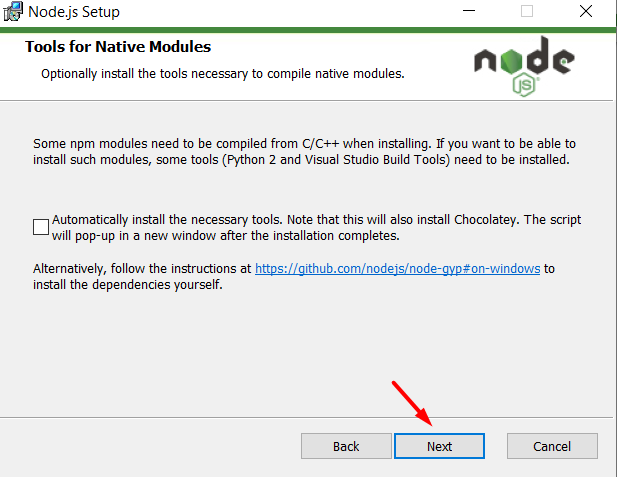 Node.js Setup
Tools for Native Modules
Optionally install the tools necessary to compile native modules.
node
JS
Some npm modules need to be compiled from C/C++ when installing. If you want to be able to
install such modules, some tools (Python 2 and Visual Studio Build Tools) need to be installed.
Automatically install the necessary tools. Note that this will also install Chocolatey. The script
will pop-up in a new window after the installation completes.
Alternatively, follow the instructions at https://github.com/nodejs/node-gyp#on-windows to
install the dependencies yourself.
Back
Next
Cancel